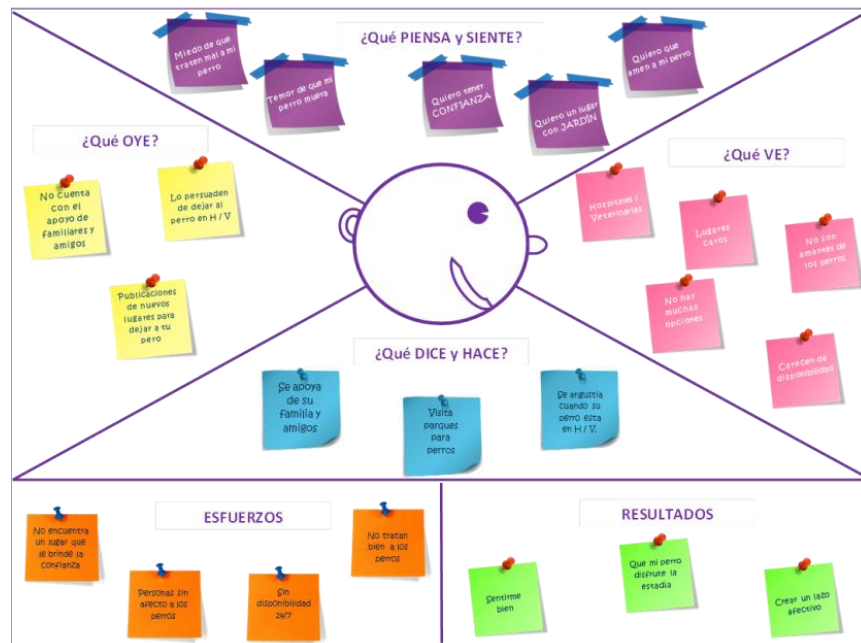 ¿Qué PIENSA y SIENTE?
Miedo de que
traten mal a mi
perro
Temor de que mi
perro muera
Quiero tener
CONFIANZA
Quiero un lugar
con JARDÍN
Quiero que
amen a mi perro
¿Qué OYE?
No cuenta
con el
apoyo de
familiares y
amigos
Lo persuaden
de dejar al
perro en H / V
Publicaciones
de nuevos
lugares para
dejar a tu
pero
¿Qué VE?
Hospitales /
Veterinarias
Lugares
caros
No son
amantes de
los perros
No hay
muchas
opciones
Carecen de
disponibilidad
¿Qué DICE y HACE?
Se apoya
de su
familia y
amigos
Visita
parques
para
perros
Se angustia
cuando su
perro esta
en H / V.
ESFUERZOS
No encuentra
un lugar que
le brinde la
confianza
Personas sin
afecto a los
perros
Sin
disponibilidad
24/7
No tratan
bien a los
perros
RESULTADOS
Sentirme
bien
Que mi perro
disfrute la
estadía
Crear un lazo
afectivo